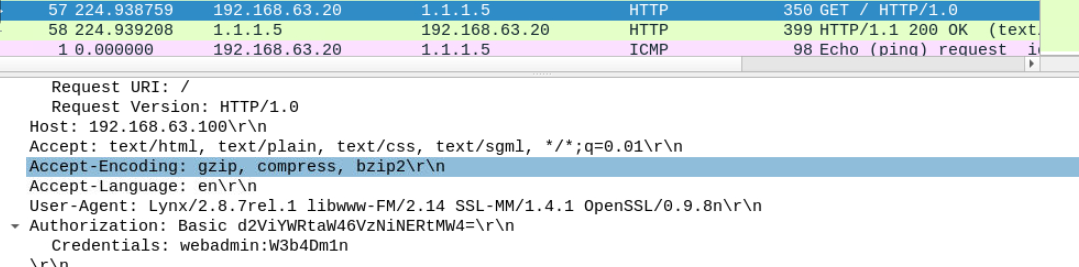 57 224.938759 192.168.63.20 1.1.1.5 HTTP 350 GET / HTTP/1.0
58 224.939208 1.1.1.5 192.168.63.20 HTTP 399 HTTP/1.1 200 OK (text
1 0.000000 192.168.63.20 1.1.1.5 ICMP 98 Echo (ping) request
Request URI: /
Request Version: HTTP/1.0
Host: 192.168.63.100\r\n
Accept: text/html, text/plain, text/css, text/sgml, */*;q=0.01\r\n
Accept-Encoding: gzip, compress, bzip2\r\n
Accept-Language: en\r\n
User-Agent: Lynx/2.8.7rel.1 libwww-FM/2.14 SSL-MM/1.4.1 OpenSSL/0.9.8n\r\n
Authorization: Basic d2ViYWRtaW46VzNiNERtMW4=\r\n
Credentials: webadmin:W3b4Dm1n
\r\n